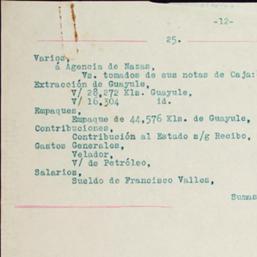 -12-
25.
Varios,
á Agencia de Nazas,
Vs. tomados de sus notas de Caja:
Extracción de Guayule,
V/ 28,272 Kls. Guayule,
V/ 16,304 id.
Empaques,
Empaque de 44,576 Kls. de Guayule,
Contribuciones,
Contribución al Estado s/g Recibo,
Gastos Generales,
Velador,
V/ de Petróleo,
Salarios,
Sueldo de Francisco Valles,
Sumas